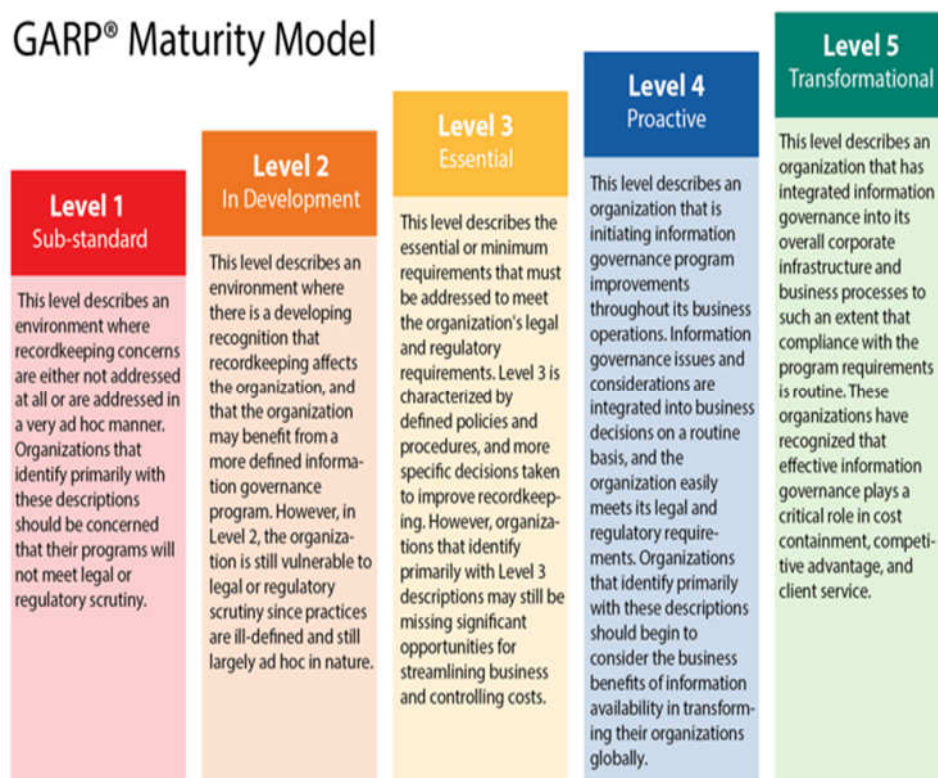 GARP® Maturity Model
Level 1
Sub-standard
This level describes an
environment where
recordkeeping concerns
are either not addressed
at all or are addressed in
a very ad hoc manner.
Organizations that
identify primarily with
these descriptions
should be concerned
that their programs will
not meet legal or
regulatory scrutiny.
Level 2
In Development
This level describes an
environment where
there is a developing
recognition that
recordkeeping affects
the organization, and
that the organization
may benefit from a
more defined informa-
tion governance
program. However, in
Level 2, the organiza-
tion is still vulnerable to
legal or regulatory
scrutiny since practices
are ill-defined and still
largely ad hoc in nature.
Level 3
Essential
This level describes the
essential or minimum
requirements that must
be addressed to meet
the organization's legal
and regulatory
requirements. Level 3 is
characterized by
defined policies and
procedures, and more
specific decisions taken
to improve recordkeep-
ing. However, organiza-
tions that identify
primarily with Level 3
descriptions may still be
missing significant
opportunities for
streamlining business
and controlling costs.
Level 4
Proactive
This level describes an
organization that is
initiating information
governance program
improvements
throughout its business
operations. Information
governance issues and
considerations are
integrated into business
decisions on a routine
basis, and the
organization easily
meets its legal and
regulatory require-
ments. Organizations
that identify primarily
with these descriptions
should begin to
consider the business
benefits of information
availability in transform-
ing their organizations
globally.
Level 5
Transformational
This level describes an
organization that has
integrated information
governance into its
overall corporate
infrastructure and
business processes to
such an extent that
compliance with the
program requirements
is routine. These
organizations have
recognized that
effective information
governance plays a
critical role in cost
containment, competi-
tive advantage, and
client service.